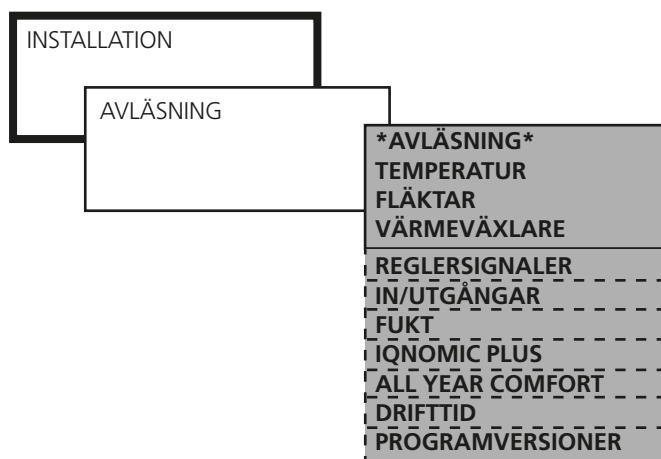 INSTALLATION
AVLÄSNING
*AVLÄSNING*
TEMPERATUR
FLÄKTAR
VÄRMEVÄXLARE
REGLERSIGNALER
IN/UTGÅNGAR
FUKT
IQNOMIC PLUS
ALL YEAR COMFORT
DRIFTTID
PROGRAMVERSIONER